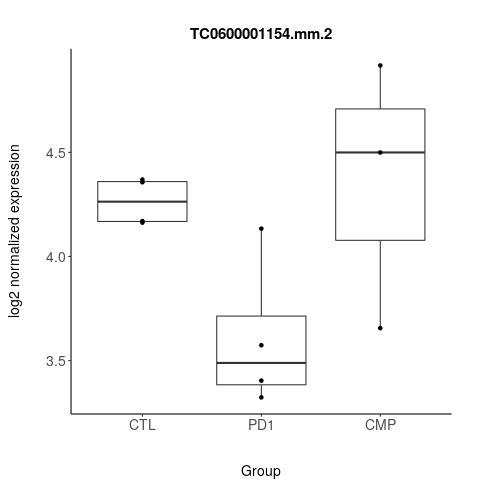 TC0600001154.mm.2
log2 normalized expression
4.5
4.0
3.5
CTL PD1 CMP
Group